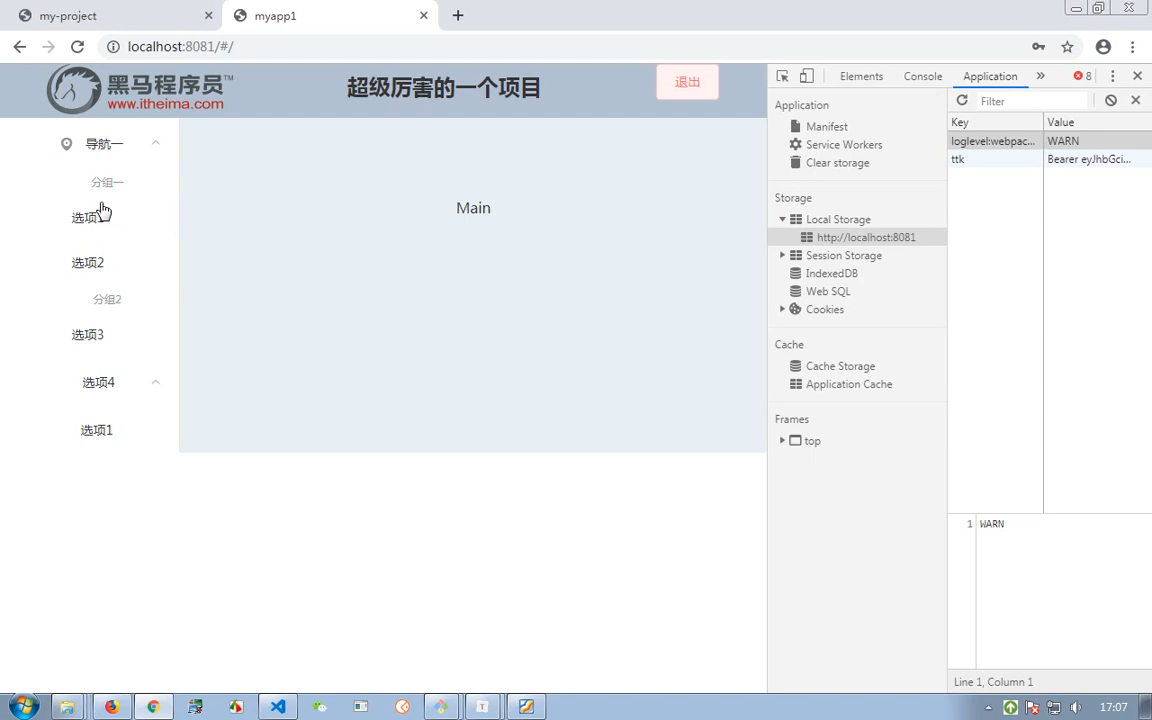 my-project
myapp1
localhost:8081/#/
黑马程序员™
www.itheima.com
超级厉害的一个项目
退出
导航一
分组一
选项
选项2
分组2
选项3
选项4
选项1
Main
Elements
Console
Application
8
Application
Manifest
Service Workers
Clear storage
Storage
Local Storage
http://localhost:8081
Session Storage
IndexedDB
Web SQL
Cookies
Cache
Cache Storage
Application Cache
Frames
top
Filter
Key Value
loglevel:webpac... WARN
ttk Bearer eyJhbGci...
1 WARN
Line 1, Column 1
17:07